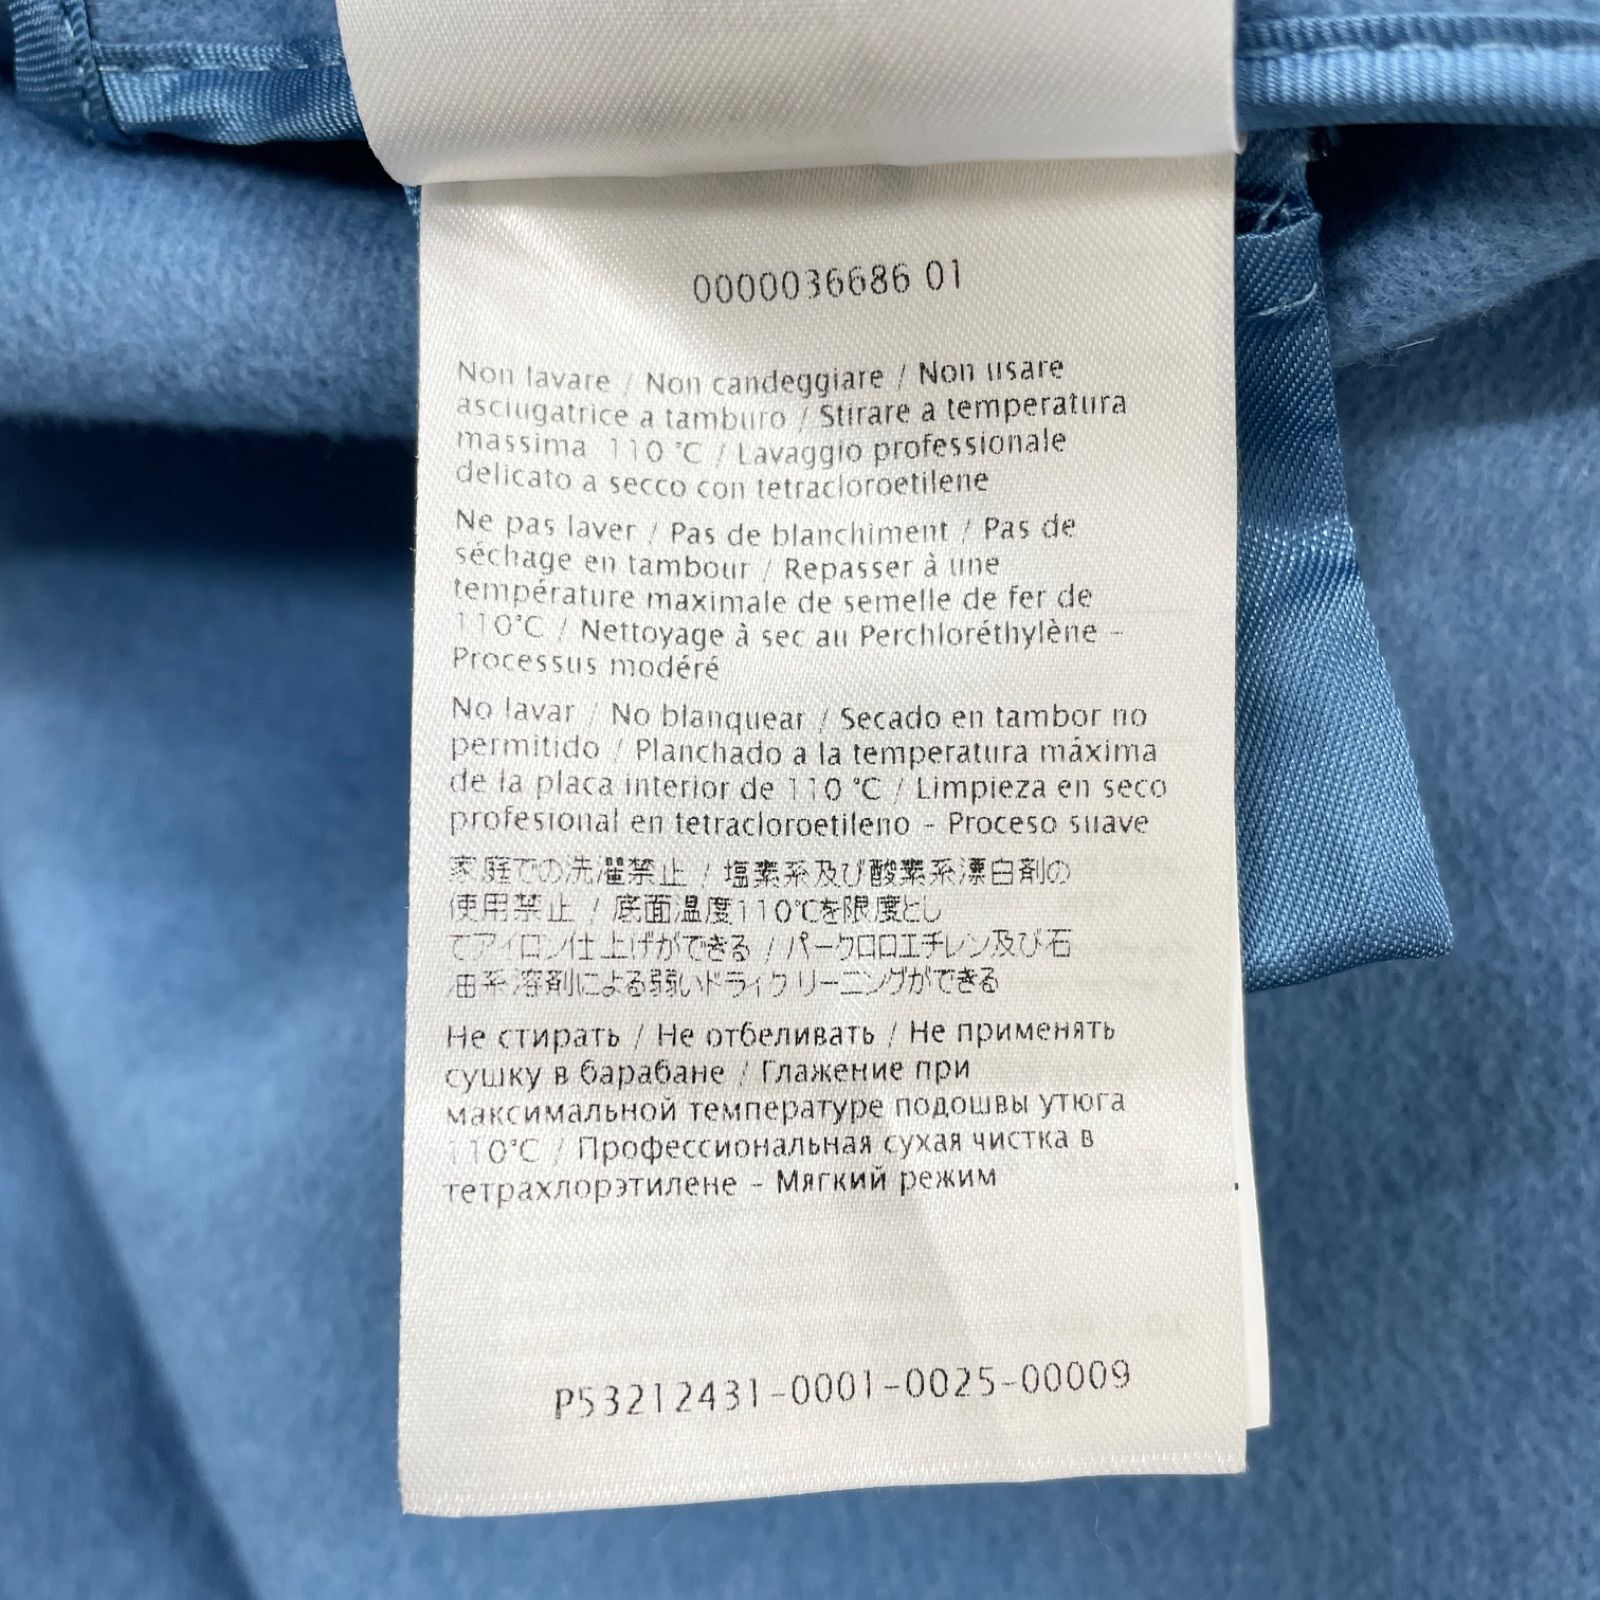 0000036686 01
Non lavare / Non candeggiare / Non usare
asciugatrice a tamburo / Stirare a temperatura
massima 110 °C / Lavaggio professionale
delicato a secco con tetracloroetilene
Ne pas laver / Pas de blanchiment / Pas de
séchage en tambour / Repasser à une
température maximale de semelle de fer de
110°C / Nettoyage à sec au Perchloréthylène –
Processus modéré
No lavar / No blanquear / Secado en tambor no
permitido / Planchado a la temperatura máxima
de la placa interior de 110 °C / Limpieza en seco
profesional en tetracloroetileno – Proceso suave
家庭での洗濯禁止 / 塩素系及び酸素系漂白剤の
使用禁止 / 底面温度110℃を限度とし
てアイロン仕上げができる / パークロロエチレン及び石
油系溶剤による弱いドライクリーニングができる
Не стирать / Не отбеливать / Не применять
сушку в барабане / Глажение при
максимальной температуре подошвы утюга
110°C / Профессиональная сухая чистка в
тетрахлорэтилене – Мягкий режим
P53212431-0001-0025-00009